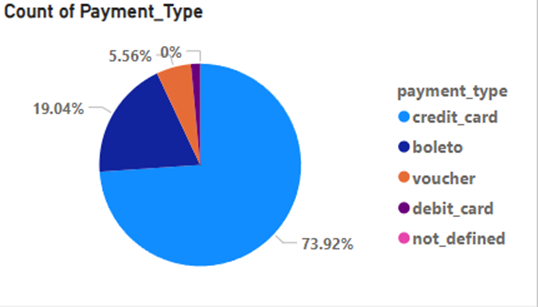 Count of Payment_Type
5.56%
0%
19.04%
73.92%
payment_type
credit_card
boleto
voucher
debit_card
not_defined